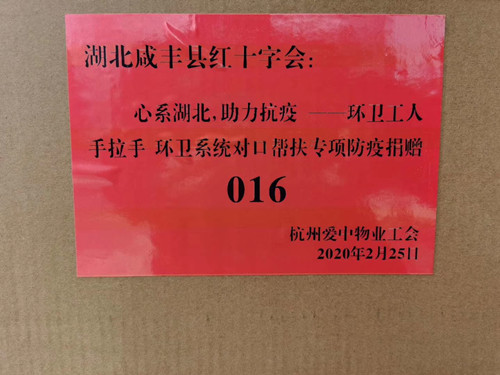 湖北咸丰县红十字会:
心系湖北,助力抗疫 ——环卫工人
手拉手 环卫系统对口帮扶专项防疫捐赠
016
杭州爱中物业工会
2020年2月25日